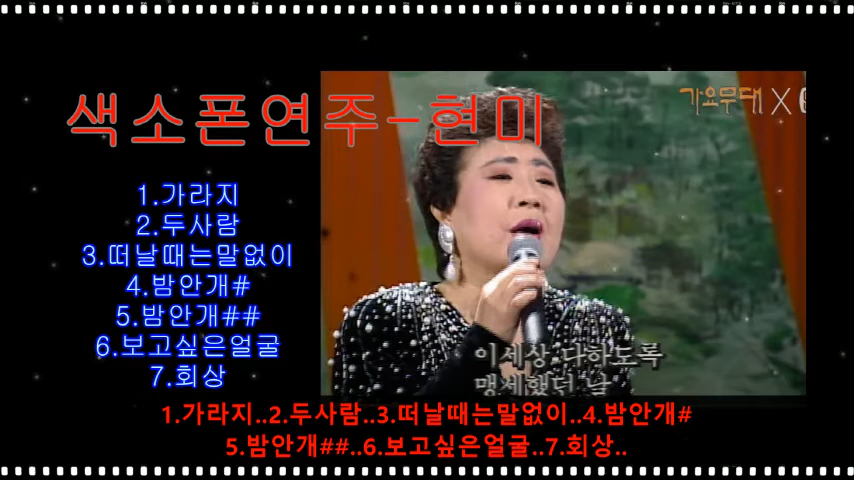 색소폰연주-현미
가요무대 X 6
1.가라지
2.두사람
3.떠날때는말없이
4.밤안개#
5.밤안개##
6.보고싶은얼굴
7.회상
이세상 다하도록
맹세했던 날
1.가라지..2.두사람..3.떠날때는말없이..4.밤안개#
5.밤안개##..6.보고싶은얼굴..7.회상..